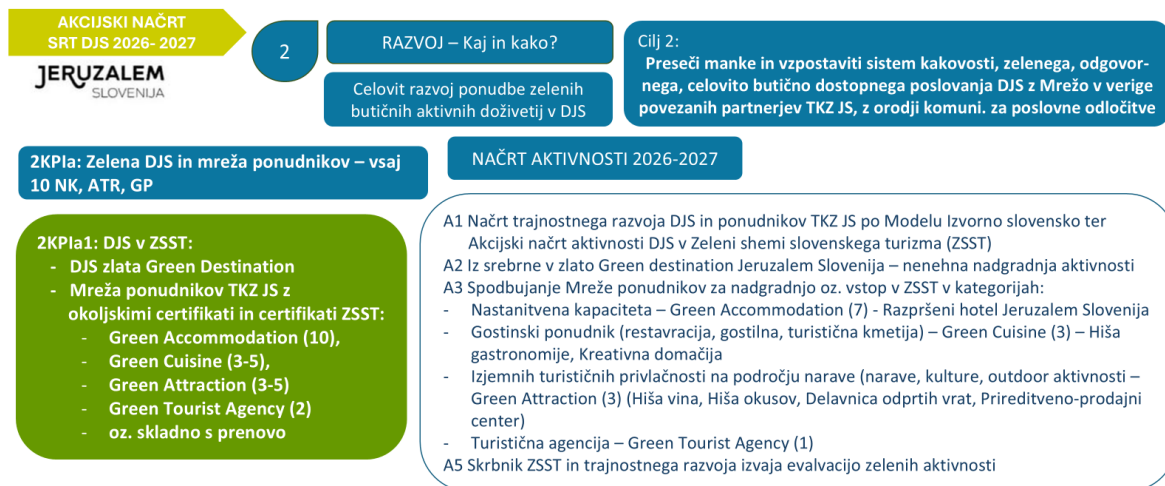 AKCIJSKI NAČRT
SRT DJS 2026- 2027
JERUZALEM
SLOVENIJA
2
RAZVOJ – Kaj in kako?
Celovit razvoj ponudbe zelenih
butičnih aktivnih doživetij v DJS
Cilj 2:
Preseči manke in vzpostaviti sistem kakovosti, zelenega, odgovor-
nega, celovito butično dostopnega poslovanja DJS z Mrežo v verige
povezanih partnerjev TKZ JS, z orodji komuni. za poslovne odločitve
2KPIa: Zelena DJS in mreža ponudnikov – vsaj
10 NK, ATR, GP
NAČRT AKTIVNOSTI 2026-2027
2KPIa1: DJS v ZSST:
- DJS zlata Green Destination
- Mreža ponudnikov TKZ JS z
okoljskimi certifikati in certifikati ZSST:
- Green Accommodation (10),
- Green Cuisine (3-5),
- Green Attraction (3-5)
- Green Tourist Agency (2)
- oz. skladno s prenovo
A1 Načrt trajnostnega razvoja DJS in ponudnikov TKZ JS po Modelu Izvorno slovensko ter
Akcijski načrt aktivnosti DJS v Zeleni shemi slovenskega turizma (ZSST)
A2 Iz srebrne v zlato Green destination Jeruzalem Slovenija – nenehna nadgradnja aktivnosti
A3 Spodbujanje Mreže ponudnikov za nadgradnjo oz. vstop v ZSST v kategorijah:
- Nastanitvena kapaciteta – Green Accommodation (7) - Razpršeni hotel Jeruzalem Slovenija
- Gostinski ponudnik (restavracija, gostilna, turistična kmetija) – Green Cuisine (3) – Hiša
gastronomije, Kreativna domačija
- Izjemnih turističnih privlačnosti na področju narave (narave, kulture, outdoor aktivnosti –
Green Attraction (3) (Hiša vina, Hiša okusov, Delavnica odprtih vrat, Prireditveno-prodajni
center)
- Turistična agencija – Green Tourist Agency (1)
A5 Skrbnik ZSST in trajnostnega razvoja izvaja evalvacijo zelenih aktivnosti